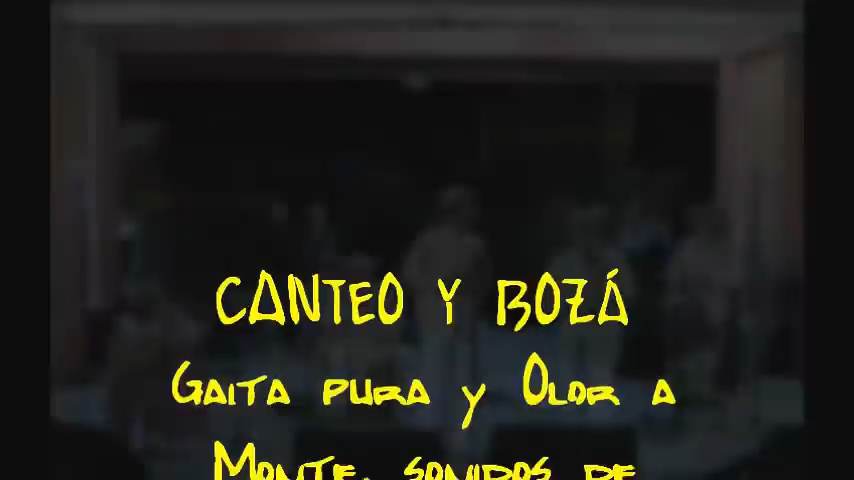 CANTEO Y BOZÁ
Gaita pura y Olor a
Monte, sonidos de